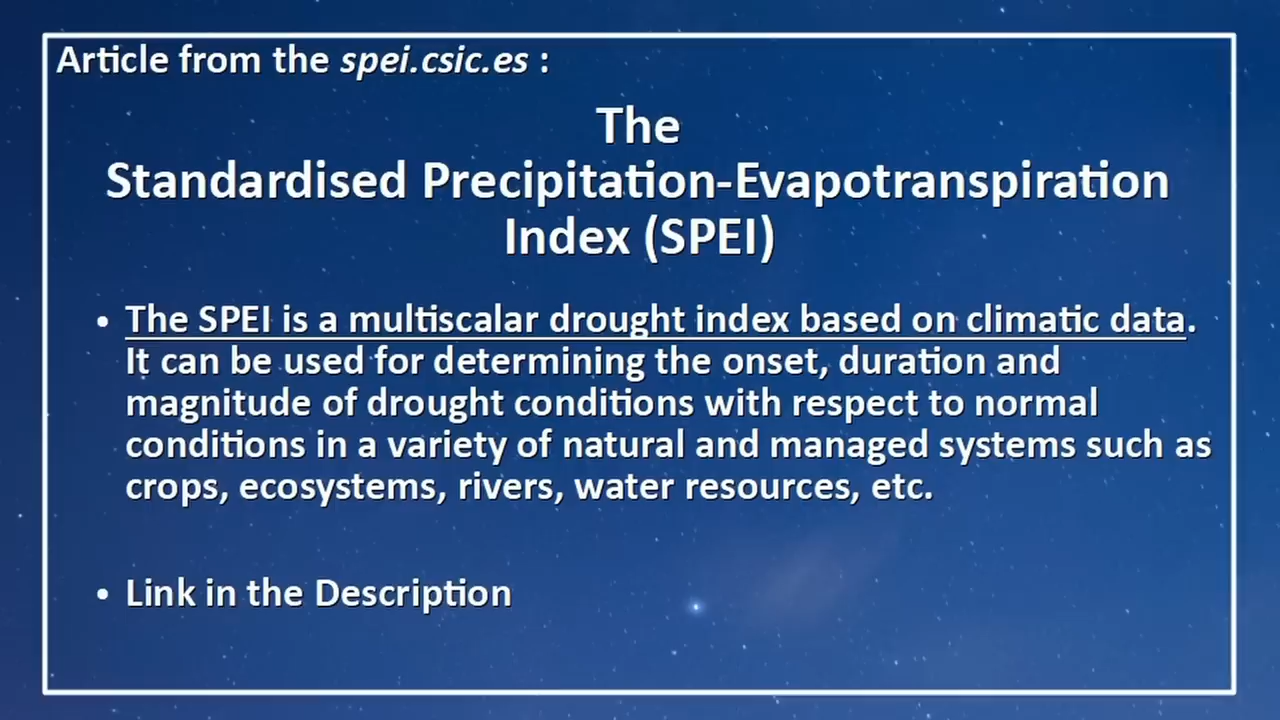 Article from the spei.csic.es :
The
Standardised Precipitation-Evapotranspiration
Index (SPEI)
• The SPEI is a multiscalar drought index based on climatic data.
It can be used for determining the onset, duration and
magnitude of drought conditions with respect to normal
conditions in a variety of natural and managed systems such as
crops, ecosystems, rivers, water resources, etc.
• Link in the Description